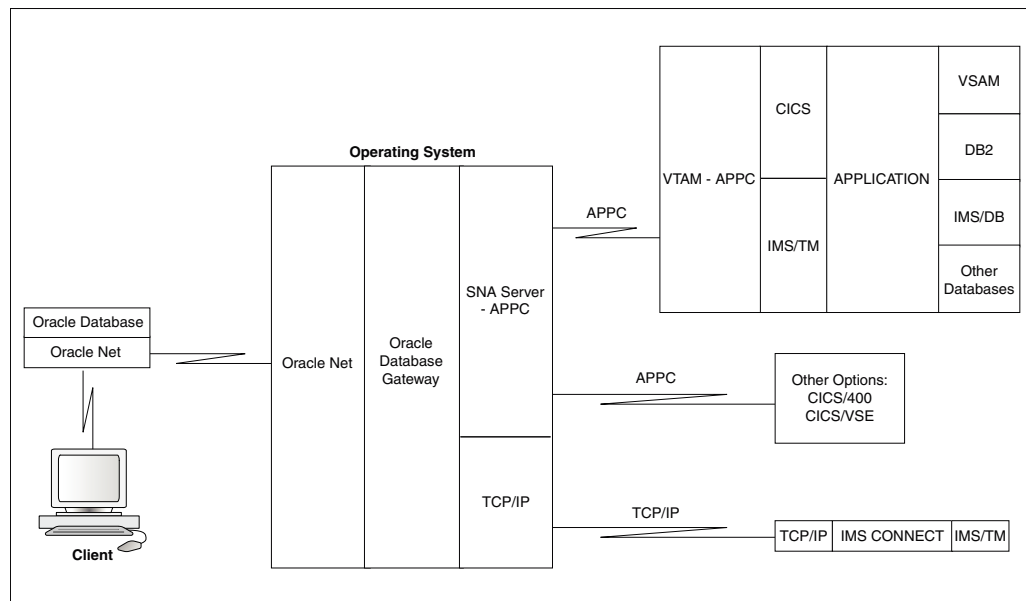 VSAM
CICS
DB2
Operating System
VTAM - APPC
APPLICATION
APPC
IMS/DB
IMS/TM
SNA Server
- APPC
Other
Databases
Oracle Database
Oracle Net
Oracle Net
Oracle
Database
Gateway
APPC
Other Options:
CICS/400
CICS/VSE
TCP/IP
TCP/IP
TCP/IP
IMS CONNECT
IMS/TM
Client